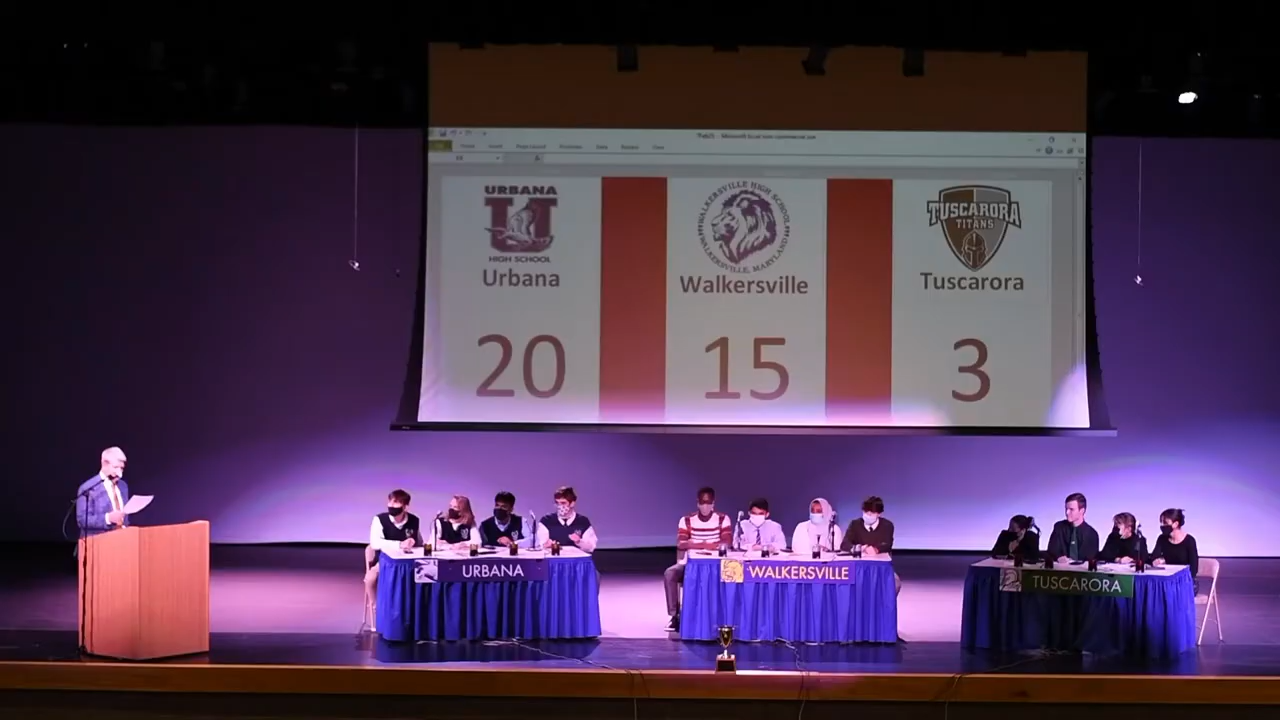 URBANA
HIGH SCHOOL
Urbana
20
WALKERSVILLE HIGH SCHOOL
WALKERSVILLE, MARYLAND
Walkersville
15
TUSCARORA
TITANS
Tuscarora
3
URBANA
WALKERSVILLE
TUSCARORA